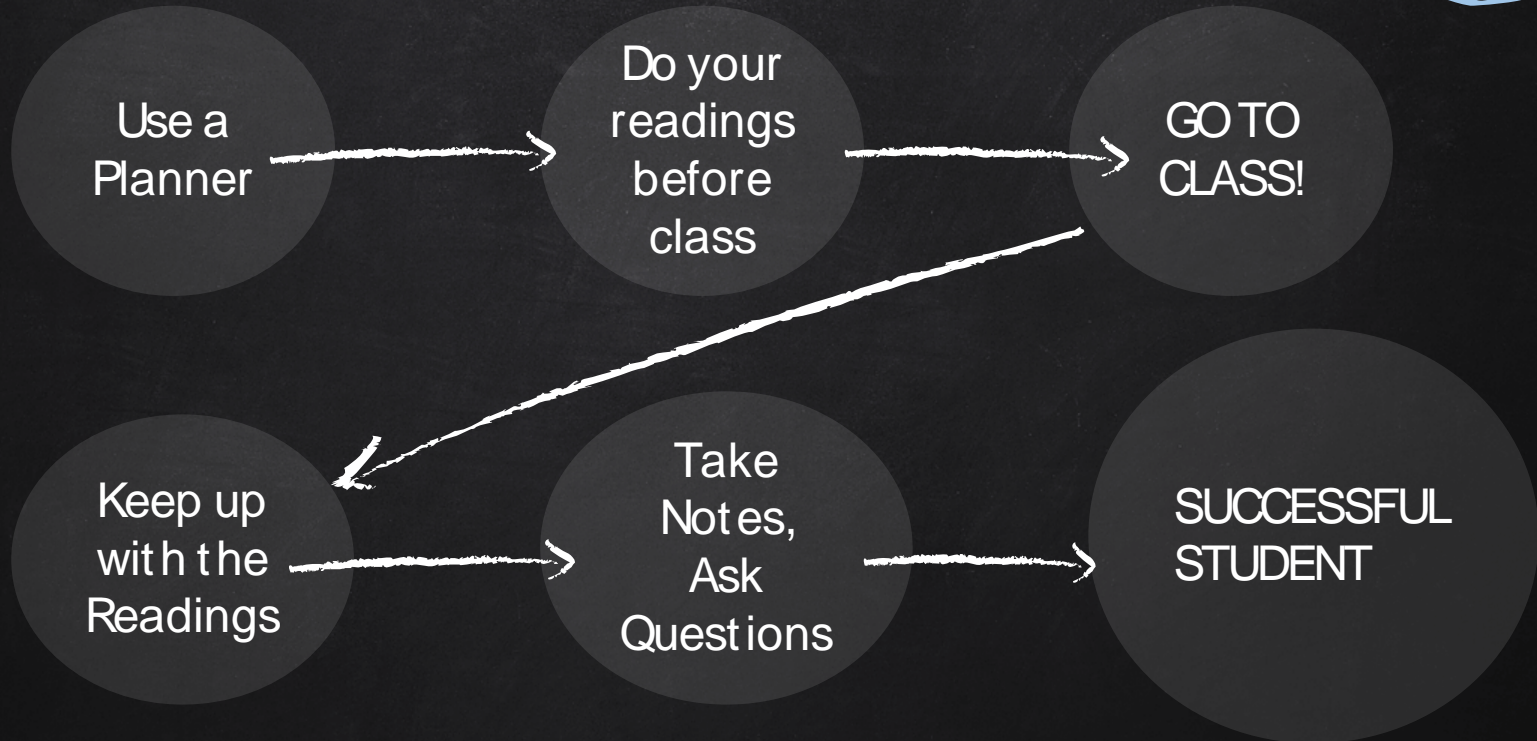 Use a
Planner
Do your
readings
before
class
GO TO
CLASS!
Keep up
with the
Readings
Take
Notes,
Ask
Questions
SUCCESSFUL
STUDENT